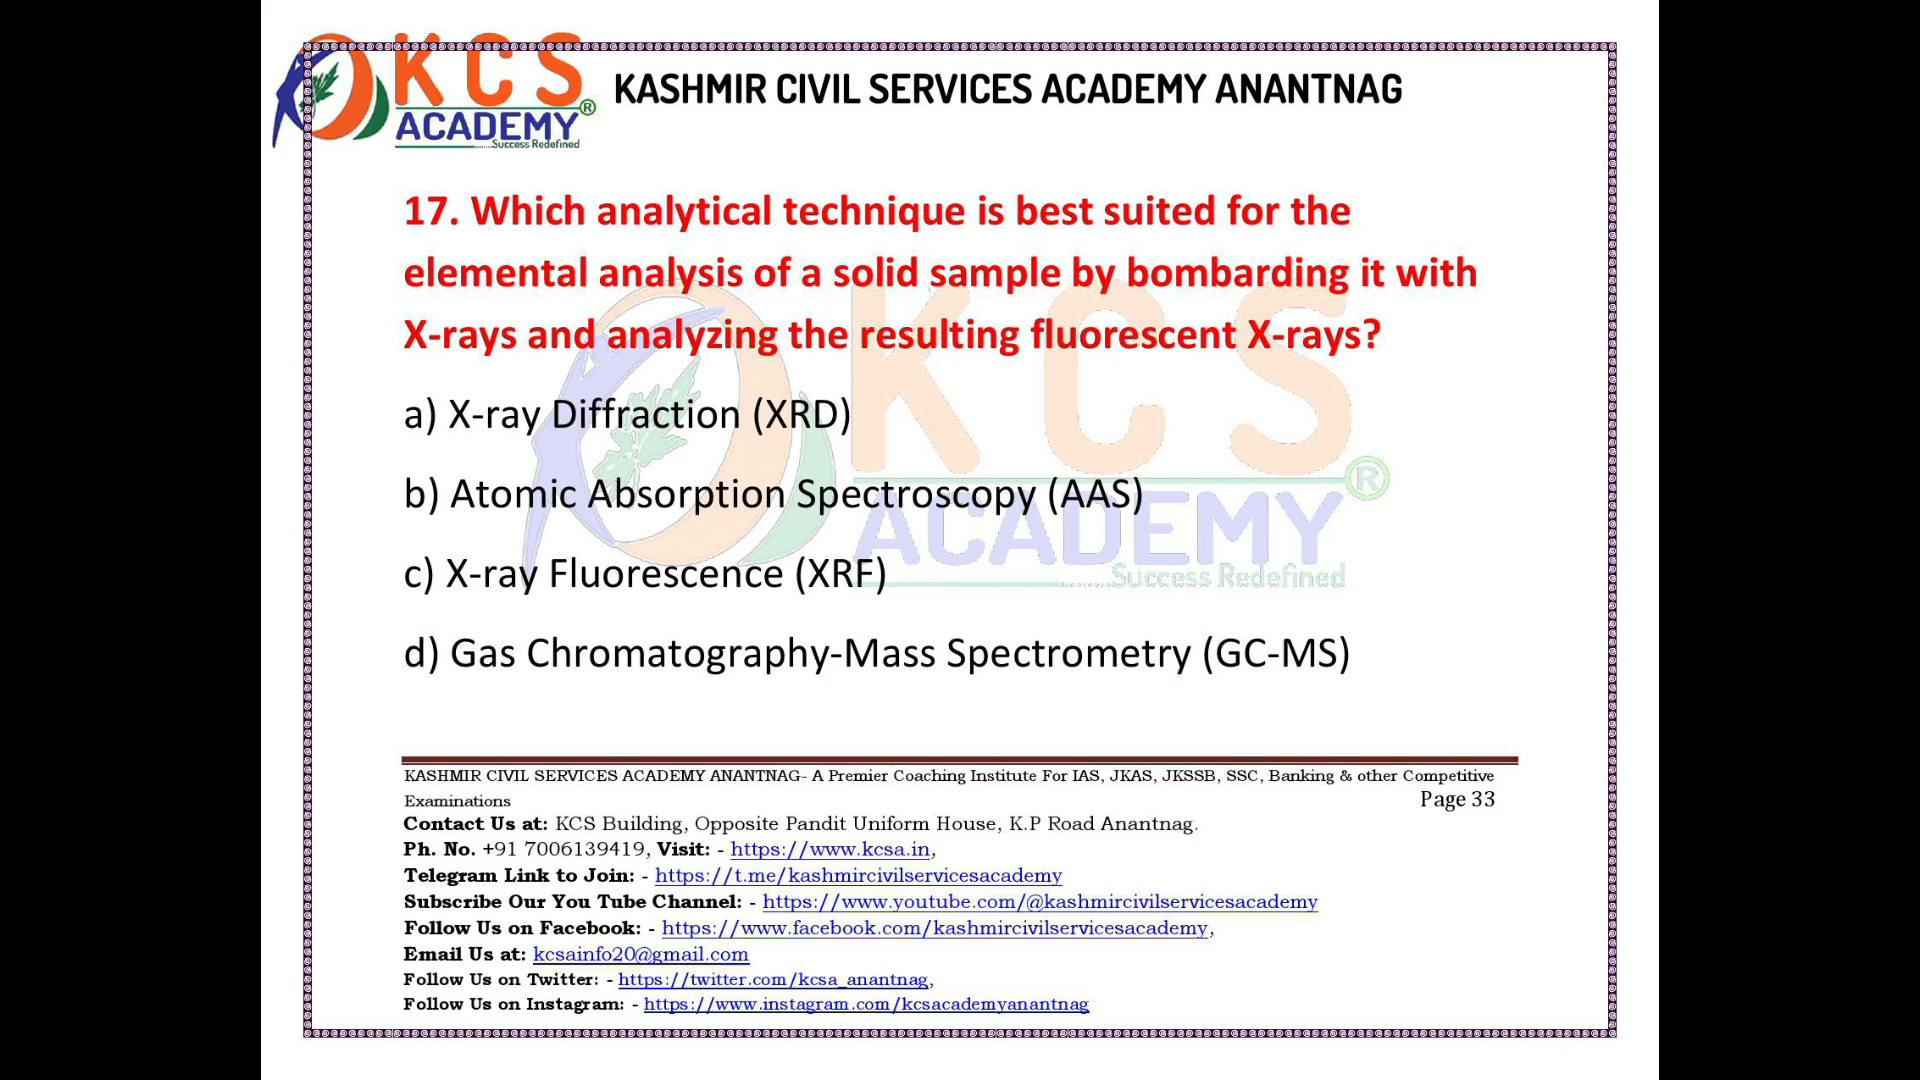 KCS
ACADEMY®
.....Success Redefined
KASHMIR CIVIL SERVICES ACADEMY ANANTNAG
17. Which analytical technique is best suited for the
elemental analysis of a solid sample by bombarding it with
X-rays and analyzing the resulting fluorescent X-rays?
a) X-ray Diffraction (XRD)
b) Atomic Absorption Spectroscopy (AAS)
c) X-ray Fluorescence (XRF)
d) Gas Chromatography-Mass Spectrometry (GC-MS)
KCS
ACADEMY®
........Success Redefined
KASHMIR CIVIL SERVICES ACADEMY ANANTNAG- A Premier Coaching Institute For IAS, JKAS, JKSSB, SSC, Banking & other Competitive
Examinations Page 33
Contact Us at: KCS Building, Opposite Pandit Uniform House, K.P Road Anantnag.
Ph. No. +91 7006139419, Visit: - https://www.kcsa.in,
Telegram Link to Join: - https://t.me/kashmircivilservicesacademy
Subscribe Our You Tube Channel: - https://www.youtube.com/@kashmircivilservicesacademy
Follow Us on Facebook: - https://www.facebook.com/kashmircivilservicesacademy,
Email Us at: kcsainfo20@gmail.com
Follow Us on Twitter: - https://twitter.com/kcsa_anantnag,
Follow Us on Instagram: - https://www.instagram.com/kcsacademyanantnag